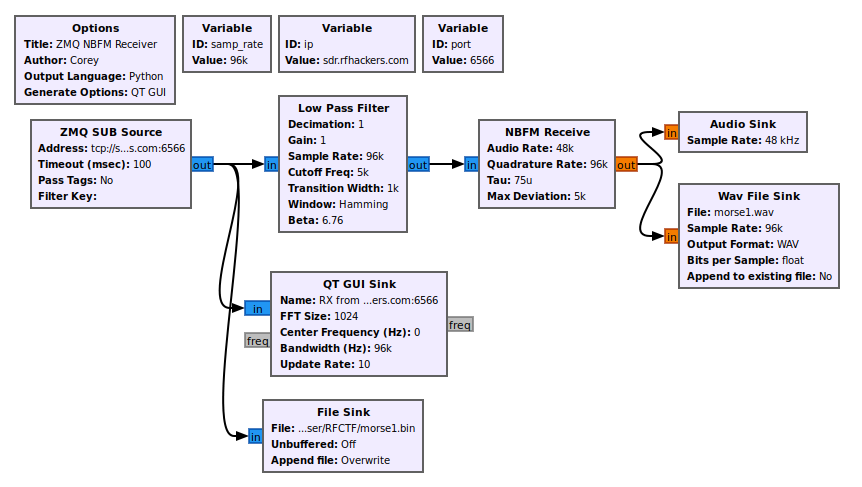 Options
Title: ZMQ NBFM Receiver
Author: Corey
Output Language: Python
Generate Options: QT GUI
Variable
ID: samp_rate
Value: 96k
Variable
ID: ip
Value: sdr.rfhackers.com
Variable
ID: port
Value: 6566
ZMQ SUB Source
Address: tcp://s...s.com:6566
Timeout (msec): 100
Pass Tags: No
Filter Key:
out
Low Pass Filter
Decimation: 1
Gain: 1
Sample Rate: 96k
Cutoff Freq: 5k
Transition Width: 1k
Window: Hamming
Beta: 6.76
in
out
NBFM Receive
Audio Rate: 48k
Quadrature Rate: 96k
Tau: 75u
Max Deviation: 5k
in
out
Audio Sink
Sample Rate: 48 kHz
in
Wav File Sink
File: morse1.wav
Sample Rate: 96k
Output Format: WAV
Bits per Sample: float
Append to existing file: No
in
QT GUI Sink
Name: RX from ...ers.com:6566
FFT Size: 1024
Center Frequency (Hz): 0
Bandwidth (Hz): 96k
Update Rate: 10
in
freq
freq
File Sink
File: ...ser/RFCTF/morse1.bin
Unbuffered: Off
Append file: Overwrite
in